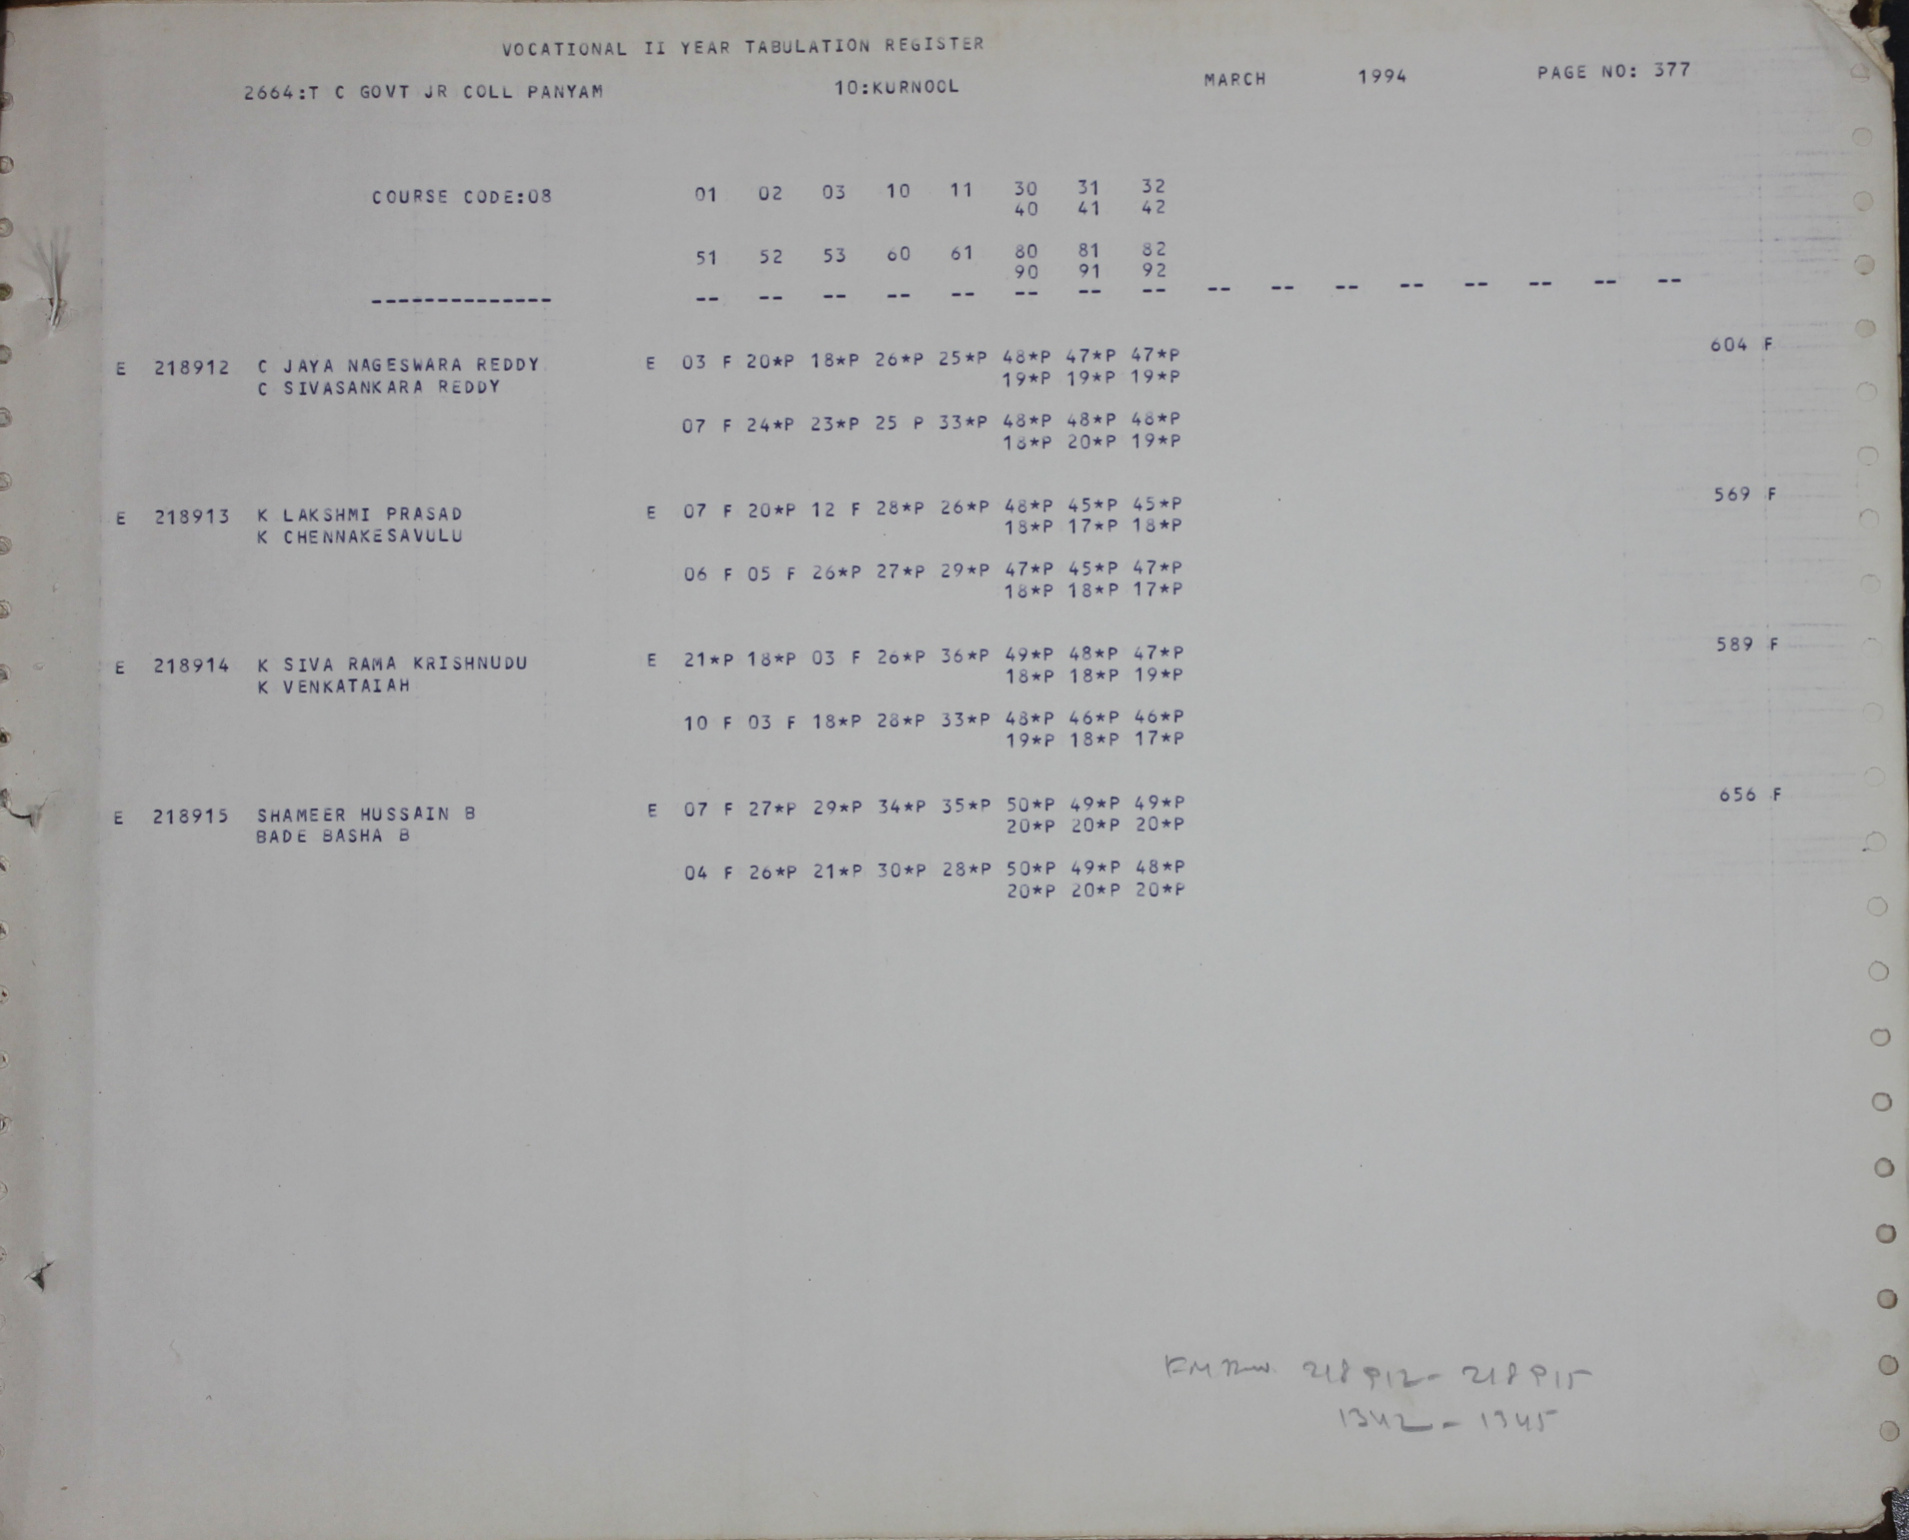 VOCATIONAL II YEAR TABULATION REGISTER
2664:T C GOVT JR COLL PANYAM 10:KURNOOL MARCH 1994 PAGE NO: 377
COURSE CODE:08 01 02 03 10 11 30 31 32
40 41 42
51 52 53 60 61 80 81 82
90 91 92
-------------- -- -- -- -- -- -- -- -- -- -- -- -- -- -- -- --
E 218912 C JAYA NAGESWARA REDDY E 03 F 20*P 18*P 26*P 25*P 48*P 47*P 47*P 604 F
C SIVASANKARA REDDY 19*P 19*P 19*P
07 F 24*P 23*P 25 P 33*P 48*P 48*P 48*P
18*P 20*P 19*P
E 218913 K LAKSHMI PRASAD E 07 F 20*P 12 F 28*P 26*P 48*P 45*P 45*P 569 F
K CHENNAKESAVULU 18*P 17*P 18*P
06 F 05 F 26*P 27*P 29*P 47*P 45*P 47*P
18*P 18*P 17*P
E 218914 K SIVA RAMA KRISHNUDU E 21*P 18*P 03 F 26*P 36*P 49*P 48*P 47*P 589 F
K VENKATAIAH 18*P 18*P 19*P
10 F 03 F 18*P 28*P 33*P 48*P 46*P 46*P
19*P 18*P 17*P
E 218915 SHAMEER HUSSAIN B E 07 F 27*P 29*P 34*P 35*P 50*P 49*P 49*P 656 F
BADE BASHA B 20*P 20*P 20*P
04 F 26*P 21*P 30*P 28*P 50*P 49*P 48*P
20*P 20*P 20*P
218912 - 218915
1342 - 1345